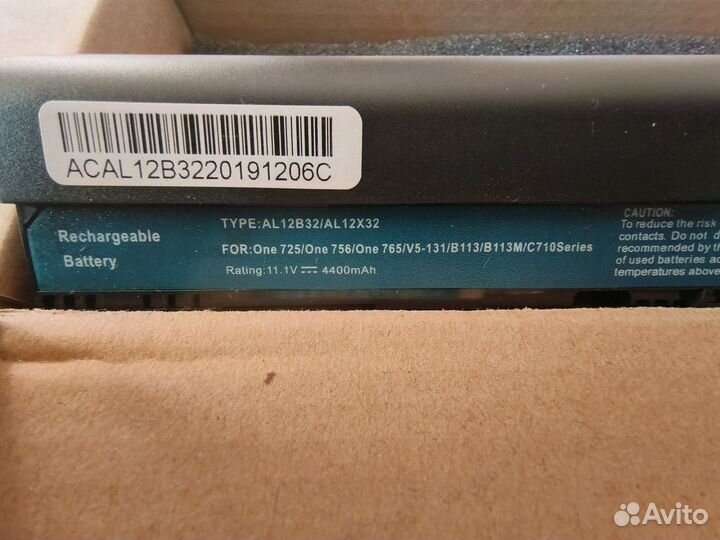 ACAL12B3220191206C
Rechargeable
Battery
TYPE:AL12B32/AL12X32
FOR:One 725/One 756/One 765/V5-131/B113/B113M/C710Series
Rating:11.1V⎓ 4400mAh
CAUTION:
To reduce the risk
contacts. Do not d
recommended by th
of used batteries ac
temperatures above
Avito